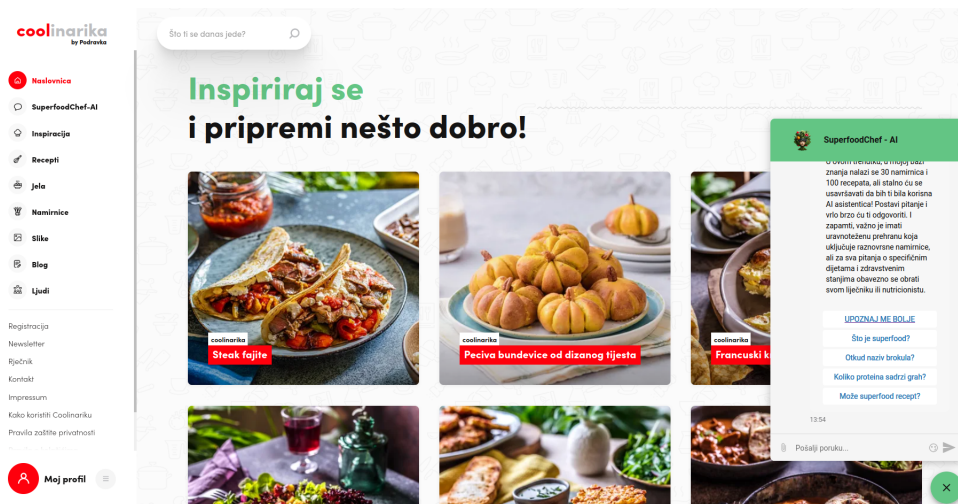 coolinarika
by Podravka
Naslovnica
SuperfoodChef-AI
Inspiracija
Recepti
Jela
Namirnice
Slike
Blog
Ljudi
Registracija
Newsletter
Rječnik
Kontakt
Impressum
Kako koristiti Coolinariku
Pravila zaštite privatnosti
Moj profil
Što ti se danas jede?
Inspiriraj se
i pripremi nešto dobro!
coolinarika
Steak fajite
coolinarika
Peciva bundevice od dizanog tijesta
coolinarika
Francuski
SuperfoodChef - AI
U ovom trenutku, u mojoj bazi
znanja nalazi se 30 namirnica i
100 recepata, ali stalno ću se
usavršavati da bih ti bila korisna
AI asistentica! Postavi pitanje i
vrlo brzo ću ti odgovoriti. I
zapamti, važno je imati
uravnoteženu prehranu koja
uključuje raznovrsne namirnice,
ali za sva pitanja o specifičnim
dijetama i zdravstvenim
stanjima obavezno se obrati
svom liječniku ili nutricionistu.
UPOZNAJ ME BOLJE
Što je superfood?
Otkud naziv brokula?
Koliko proteina sadrzi grah?
Može superfood recept?
13:54
Pošalji poruku...